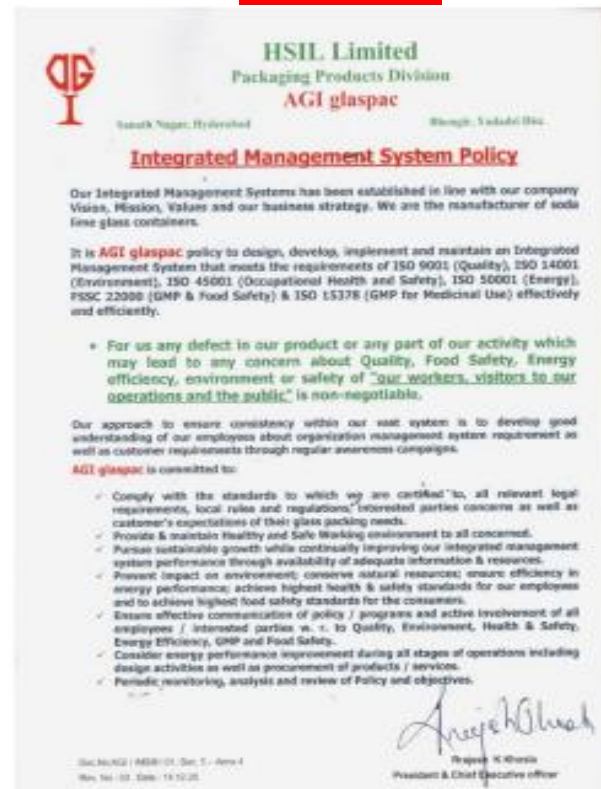 HSIL Limited
Packaging Products Division
AGI glaspac
Sanath Nagar, Hyderabad
Bhongir, Yadadri Dist.
Integrated Management System Policy
Our Integrated Management Systems has been established in line with our company
Vision, Mission, Values and our business strategy. We are the manufacturer of soda
lime glass containers.
It is AGI glaspac policy to design, develop, implement and maintain an Integrated
Management System that meets the requirements of ISO 9001 (Quality), ISO 14001
(Environment), ISO 45001 (Occupational Health and Safety), ISO 50001 (Energy),
FSSC 22000 (GMP & Food Safety) & ISO 15378 (GMP for Medicinal Use) effectively
and efficiently.
• For us any defect in our product or any part of our activity which
may lead to any concern about Quality, Food Safety, Energy
efficiency, environment or safety of "our workers, visitors to our
operations and the public" is non-negotiable.
Our approach to ensure consistency within our vast system is to develop good
understanding of our employees about organization management system requirement as
well as customer requirements through regular awareness campaigns.
AGI glaspac is committed to:
✓ Comply with the standards to which we are certified to, all relevant legal
requirements, local rules and regulations, interested parties concerns as well as
customer's expectations of their glass packing needs.
✓ Provide & maintain Healthy and Safe Working environment to all concerned.
✓ Pursue sustainable growth while continually improving our integrated management
system performance through availability of adequate information & resources.
✓ Prevent impact on environment; conserve natural resources; ensure efficiency in
energy performance; achieve highest health & safety standards for our employees
and to achieve highest food safety standards for the consumers.
✓ Ensure effective communication of policy / programs and active involvement of all
employees / interested parties w. r. to Quality, Environment, Health & Safety,
Energy Efficiency, GMP and Food Safety.
✓ Consider energy performance improvement during all stages of operations including
design activities as well as procurement of products / services.
✓ Periodic monitoring, analysis and review of Policy and objectives.
K Khosla
President & Chief Executive officer